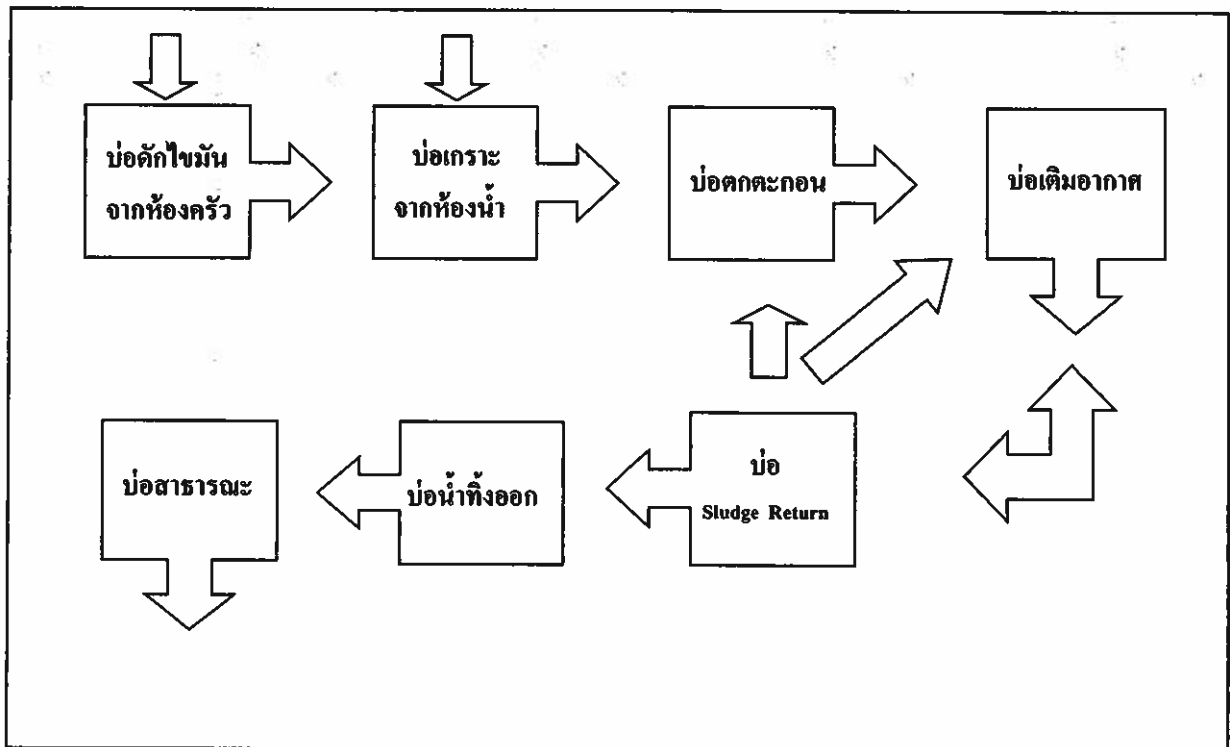 บ่อดักไขมัน
จากห้องครัว
บ่อเกราะ
จากห้องน้ำ
บ่อตกตะกอน
บ่อเติมอากาศ
บ่อสาธารณะ
บ่อน้ำทิ้งออก
บ่อ
Sludge Return